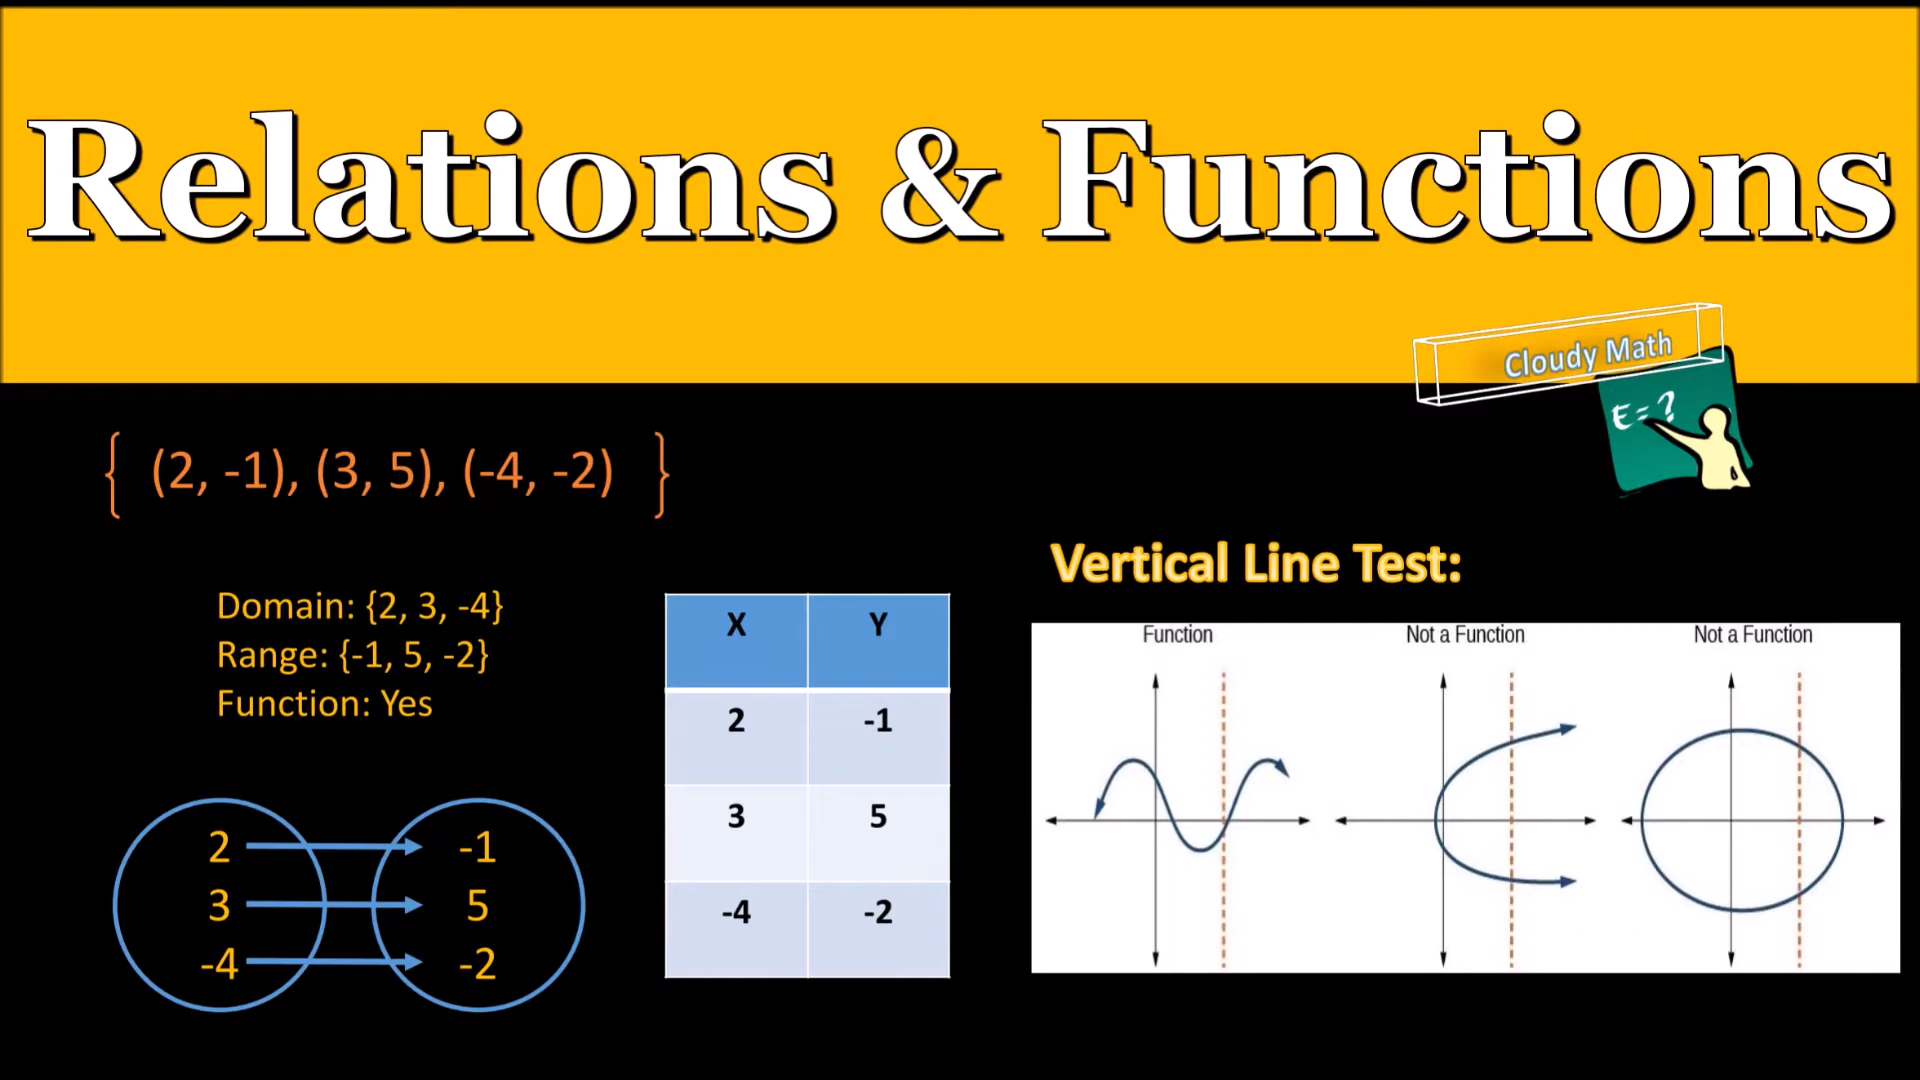 Relations & Functions
Cloudy Math
E = ?
{ (2, -1), (3, 5), (-4, -2) }
Domain: {2, 3, -4}
Range: {-1, 5, -2}
Function: Yes
2 -1
3 5
-4 -2
X Y
2 -1
3 5
-4 -2
Vertical Line Test:
Function Not a Function Not a Function